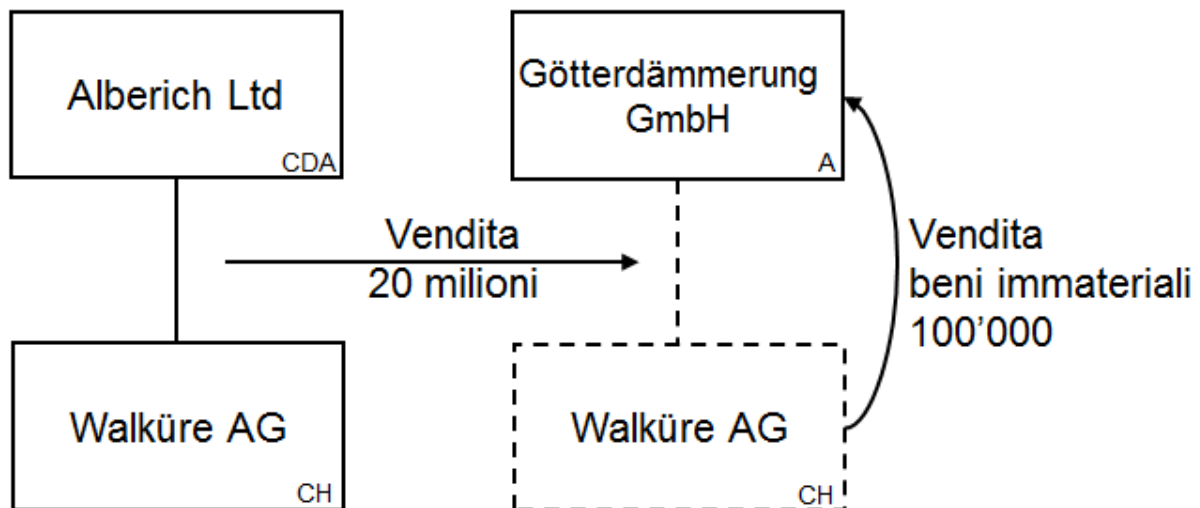 Alberich Ltd
CDA
Götterdämmerung
GmbH
A
Vendita
20 milioni
Vendita
beni immateriali
100’000
Walküre AG
CH
Walküre AG
CH